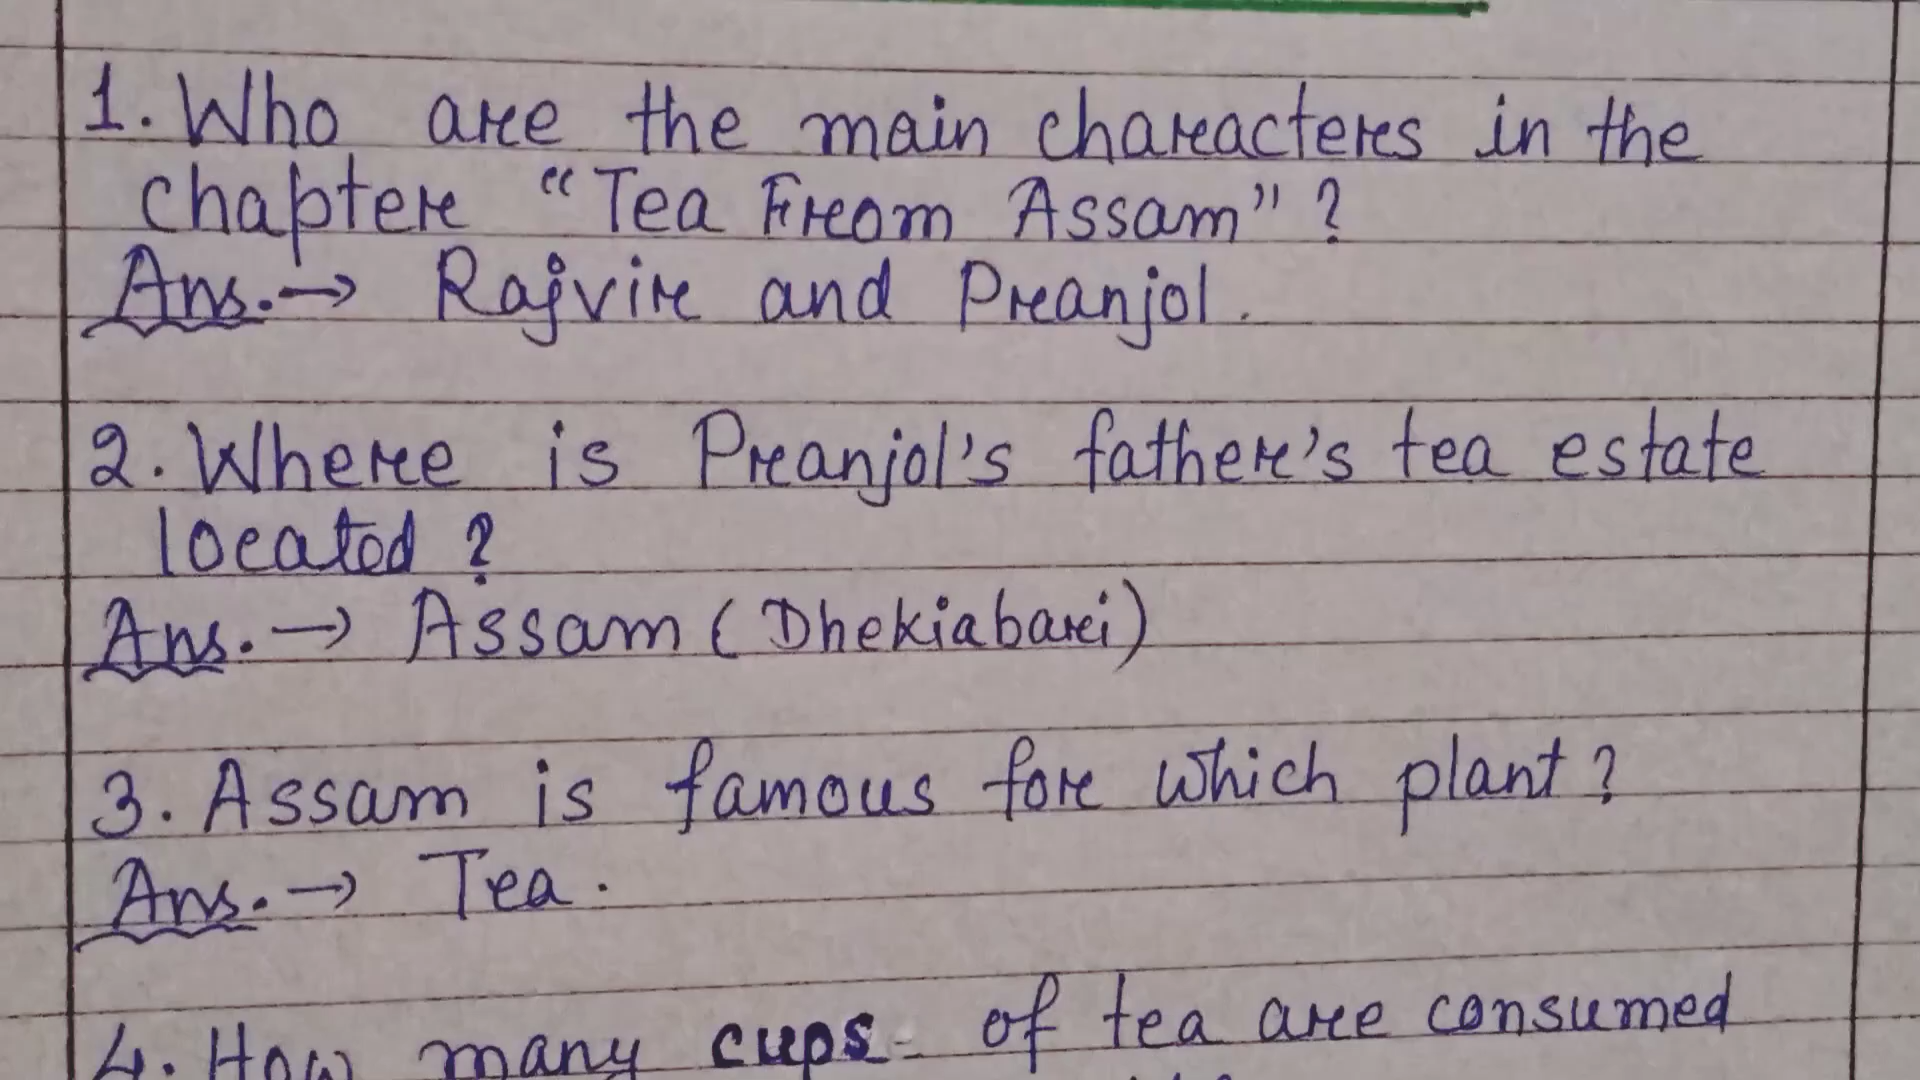 1. Who are the main characters in the
chapter "Tea From Assam" ?
Ans. → Rajvir and Pranjol.
2. Where is Pranjol's father's tea estate
located ?
Ans. → Assam ( Dhekiabari )
3. Assam is famous for which plant ?
Ans. → Tea .
4. How many cups of tea are consumed